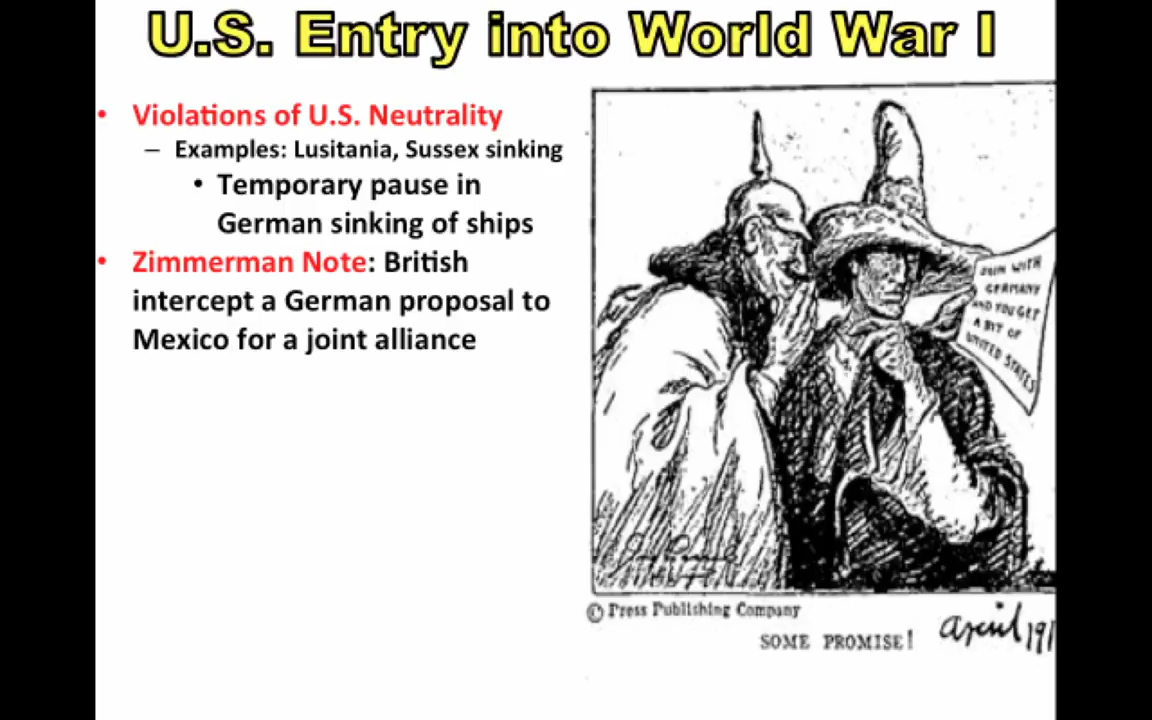 U.S. Entry into World War I
• Violations of U.S. Neutrality
– Examples: Lusitania, Sussex sinking
• Temporary pause in
German sinking of ships
• Zimmerman Note: British
intercept a German proposal to
Mexico for a joint alliance
JOIN WITH
GERMANY
AND YOU GET
A BIT OF
UNITED STATES
© Press Publishing Company
SOME PROMISE!
April 191